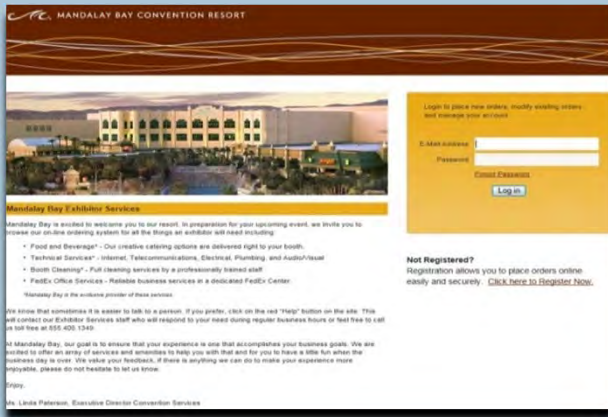 MANDALAY BAY CONVENTION RESORT
Login to place new orders, modify existing orders
and manage your account
E-Mail Address
Password
Forgot Password
Log in
Mandalay Bay Exhibitor Services
Mandalay Bay is excited to welcome you to our resort. In preparation for your upcoming event, we invite you to
browse our on-line ordering system for all the things an exhibitor will need including:
• Food and Beverage* - Our creative catering options are delivered right to your booth.
• Technical Services* - Internet, Telecommunications, Electrical, Plumbing, and Audio/Visual
• Booth Cleaning* - Full cleaning services by a professionally trained staff
• FedEx Office Services - Reliable business services in a dedicated FedEx Center.
*Mandalay Bay is the exclusive provider of these services.
We know that sometimes it is easier to talk to a person. If you prefer, click on the red "Help" button on the site. This
will contact our Exhibitor Services staff who will respond to your need during regular business hours or feel free to call
us toll free at 855.408.1349.
At Mandalay Bay, our goal is to ensure that your experience is one that accomplishes your business goals. We are
excited to offer an array of services and amenities to help you with that and for you to have a little fun when the
business day is over. We value your feedback, if there is anything we can do to make your experience more
enjoyable, please do not hesitate to let us know.
Enjoy,
Ms. Linda Paterson, Executive Director Convention Services
Not Registered?
Registration allows you to place orders online
easily and securely. Click here to Register Now.